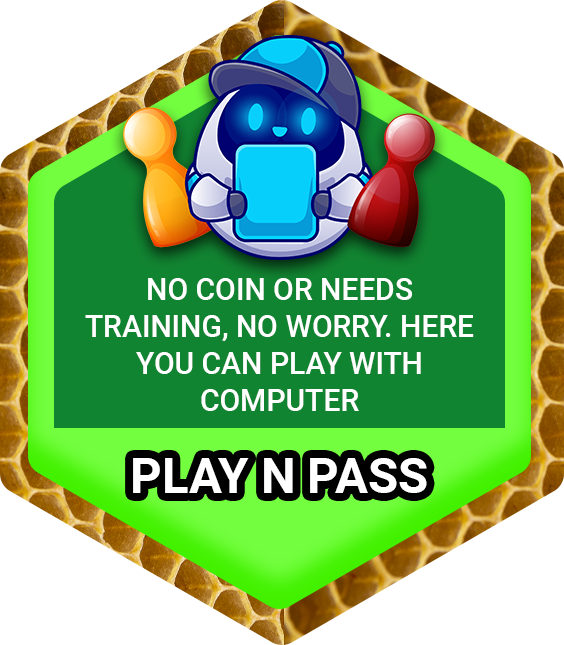 NO COIN OR NEEDS
TRAINING, NO WORRY. HERE
YOU CAN PLAY WITH
COMPUTER
PLAY N PASS